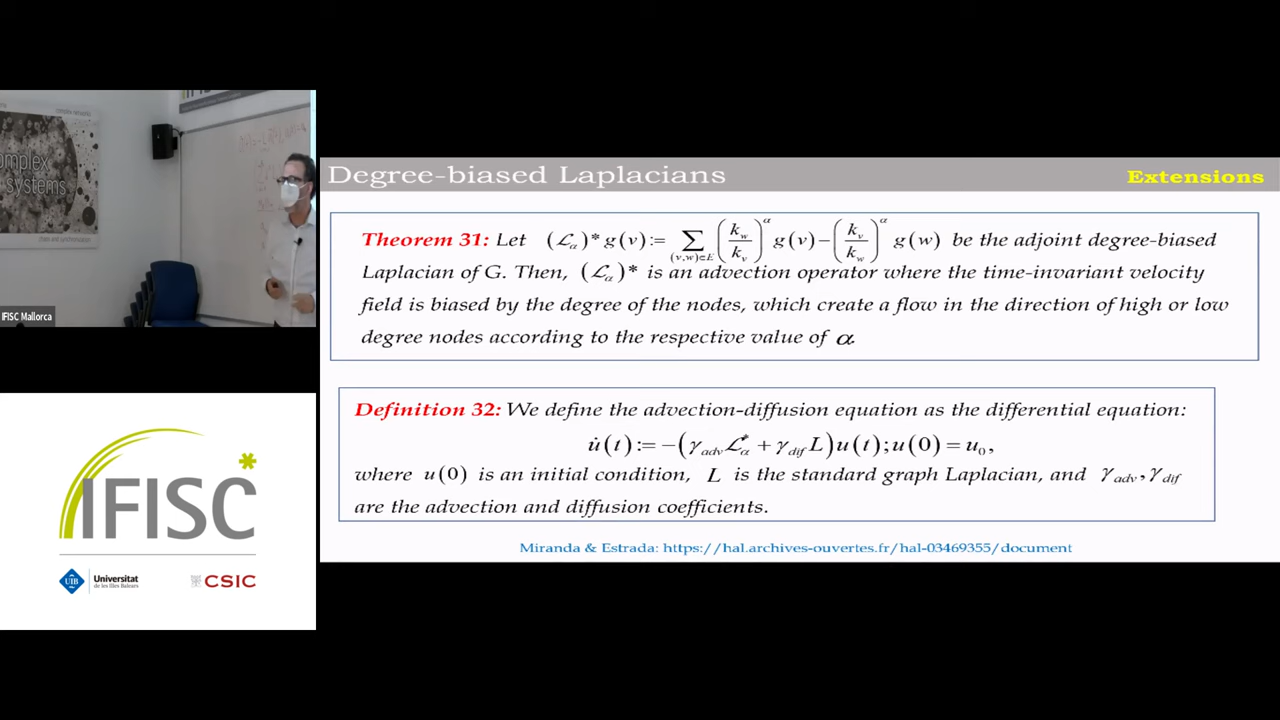 omplex
systems
IFISC Mallorca
IFISC
UIB Universitat
de les Illes Balears
CSIC
Degree-biased Laplacians
Extensions
Theorem 31: Let (ℒα)* g(v) := ∑(v,w)∈E (kw/kv)^α g(v) − (kv/kw)^α g(w) be the adjoint degree-biased
Laplacian of G. Then, (ℒα)* is an advection operator where the time-invariant velocity
field is biased by the degree of the nodes, which create a flow in the direction of high or low
degree nodes according to the respective value of α.
Definition 32: We define the advection-diffusion equation as the differential equation:
u̇(t) := −(γadv ℒα* + γdif L) u(t); u(0) = u0,
where u(0) is an initial condition, L is the standard graph Laplacian, and γadv, γdif
are the advection and diffusion coefficients.
Miranda & Estrada: https://hal.archives-ouvertes.fr/hal-03469355/document